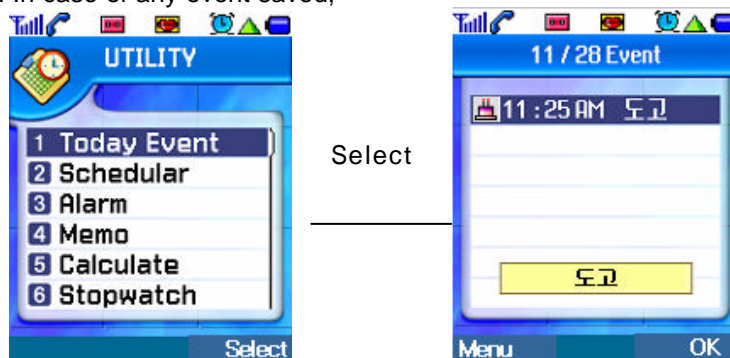 . In case of any event saved,
UTILITY
1 Today Event
2 Schedular
3 Alarm
4 Memo
5 Calculate
6 Stopwatch
Select
Select
11 / 28 Event
11 : 25 AM 도고
도고
Menu
OK